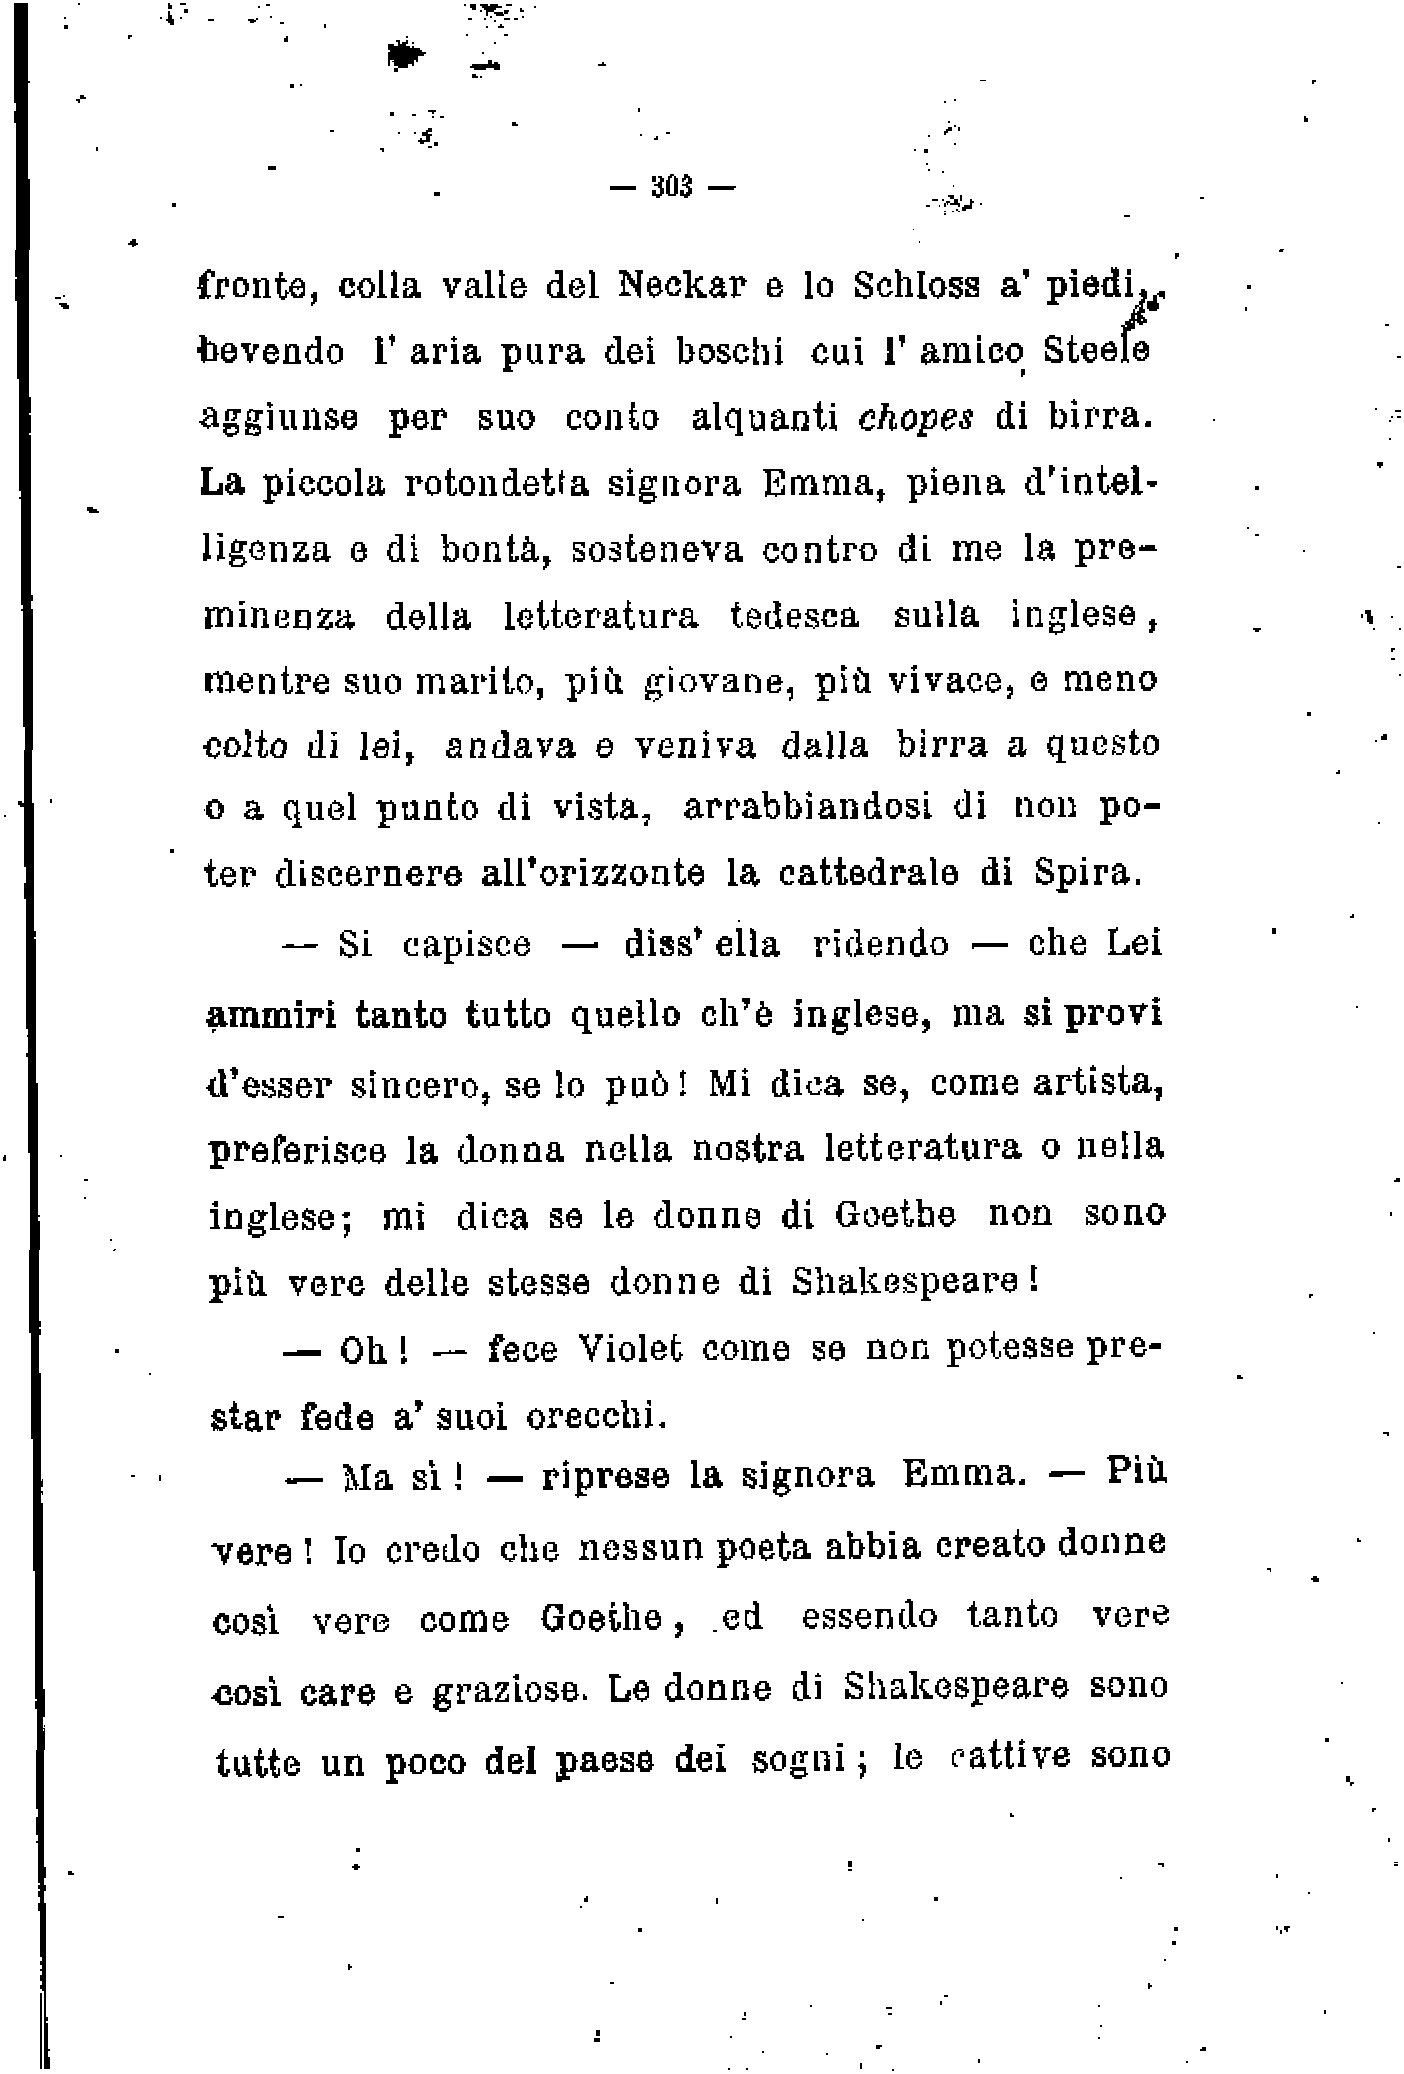 — 303 —
fronte, colla valle del Neckar e lo Schloss a' piedi,
bevendo l' aria pura dei boschi cui l' amico Steele
aggiunse per suo conto alquanti chopes di birra.
La piccola rotondetta signora Emma, piena d'intel-
ligenza e di bontà, sosteneva contro di me la pre-
minenza della letteratura tedesca sulla inglese,
mentre suo marito, più giovane, più vivace, e meno
colto di lei, andava e veniva dalla birra a questo
o a quel punto di vista, arrabbiandosi di non po-
ter discernere all'orizzonte la cattedrale di Spira.
— Si capisce — diss' ella ridendo — che Lei
ammiri tanto tutto quello ch'è inglese, ma si provi
d'esser sincero, se lo può! Mi dica se, come artista,
preferisce la donna nella nostra letteratura o nella
inglese; mi dica se le donne di Goethe non sono
più vere delle stesse donne di Shakespeare!
— Oh! — fece Violet come se non potesse pre-
star fede a' suoi orecchi.
— Ma sì! — riprese la signora Emma. — Più
vere! Io credo che nessun poeta abbia creato donne
così vere come Goethe, ed essendo tanto vere
così care e graziose. Le donne di Shakespeare sono
tutte un poco del paese dei sogni; le cattive sono